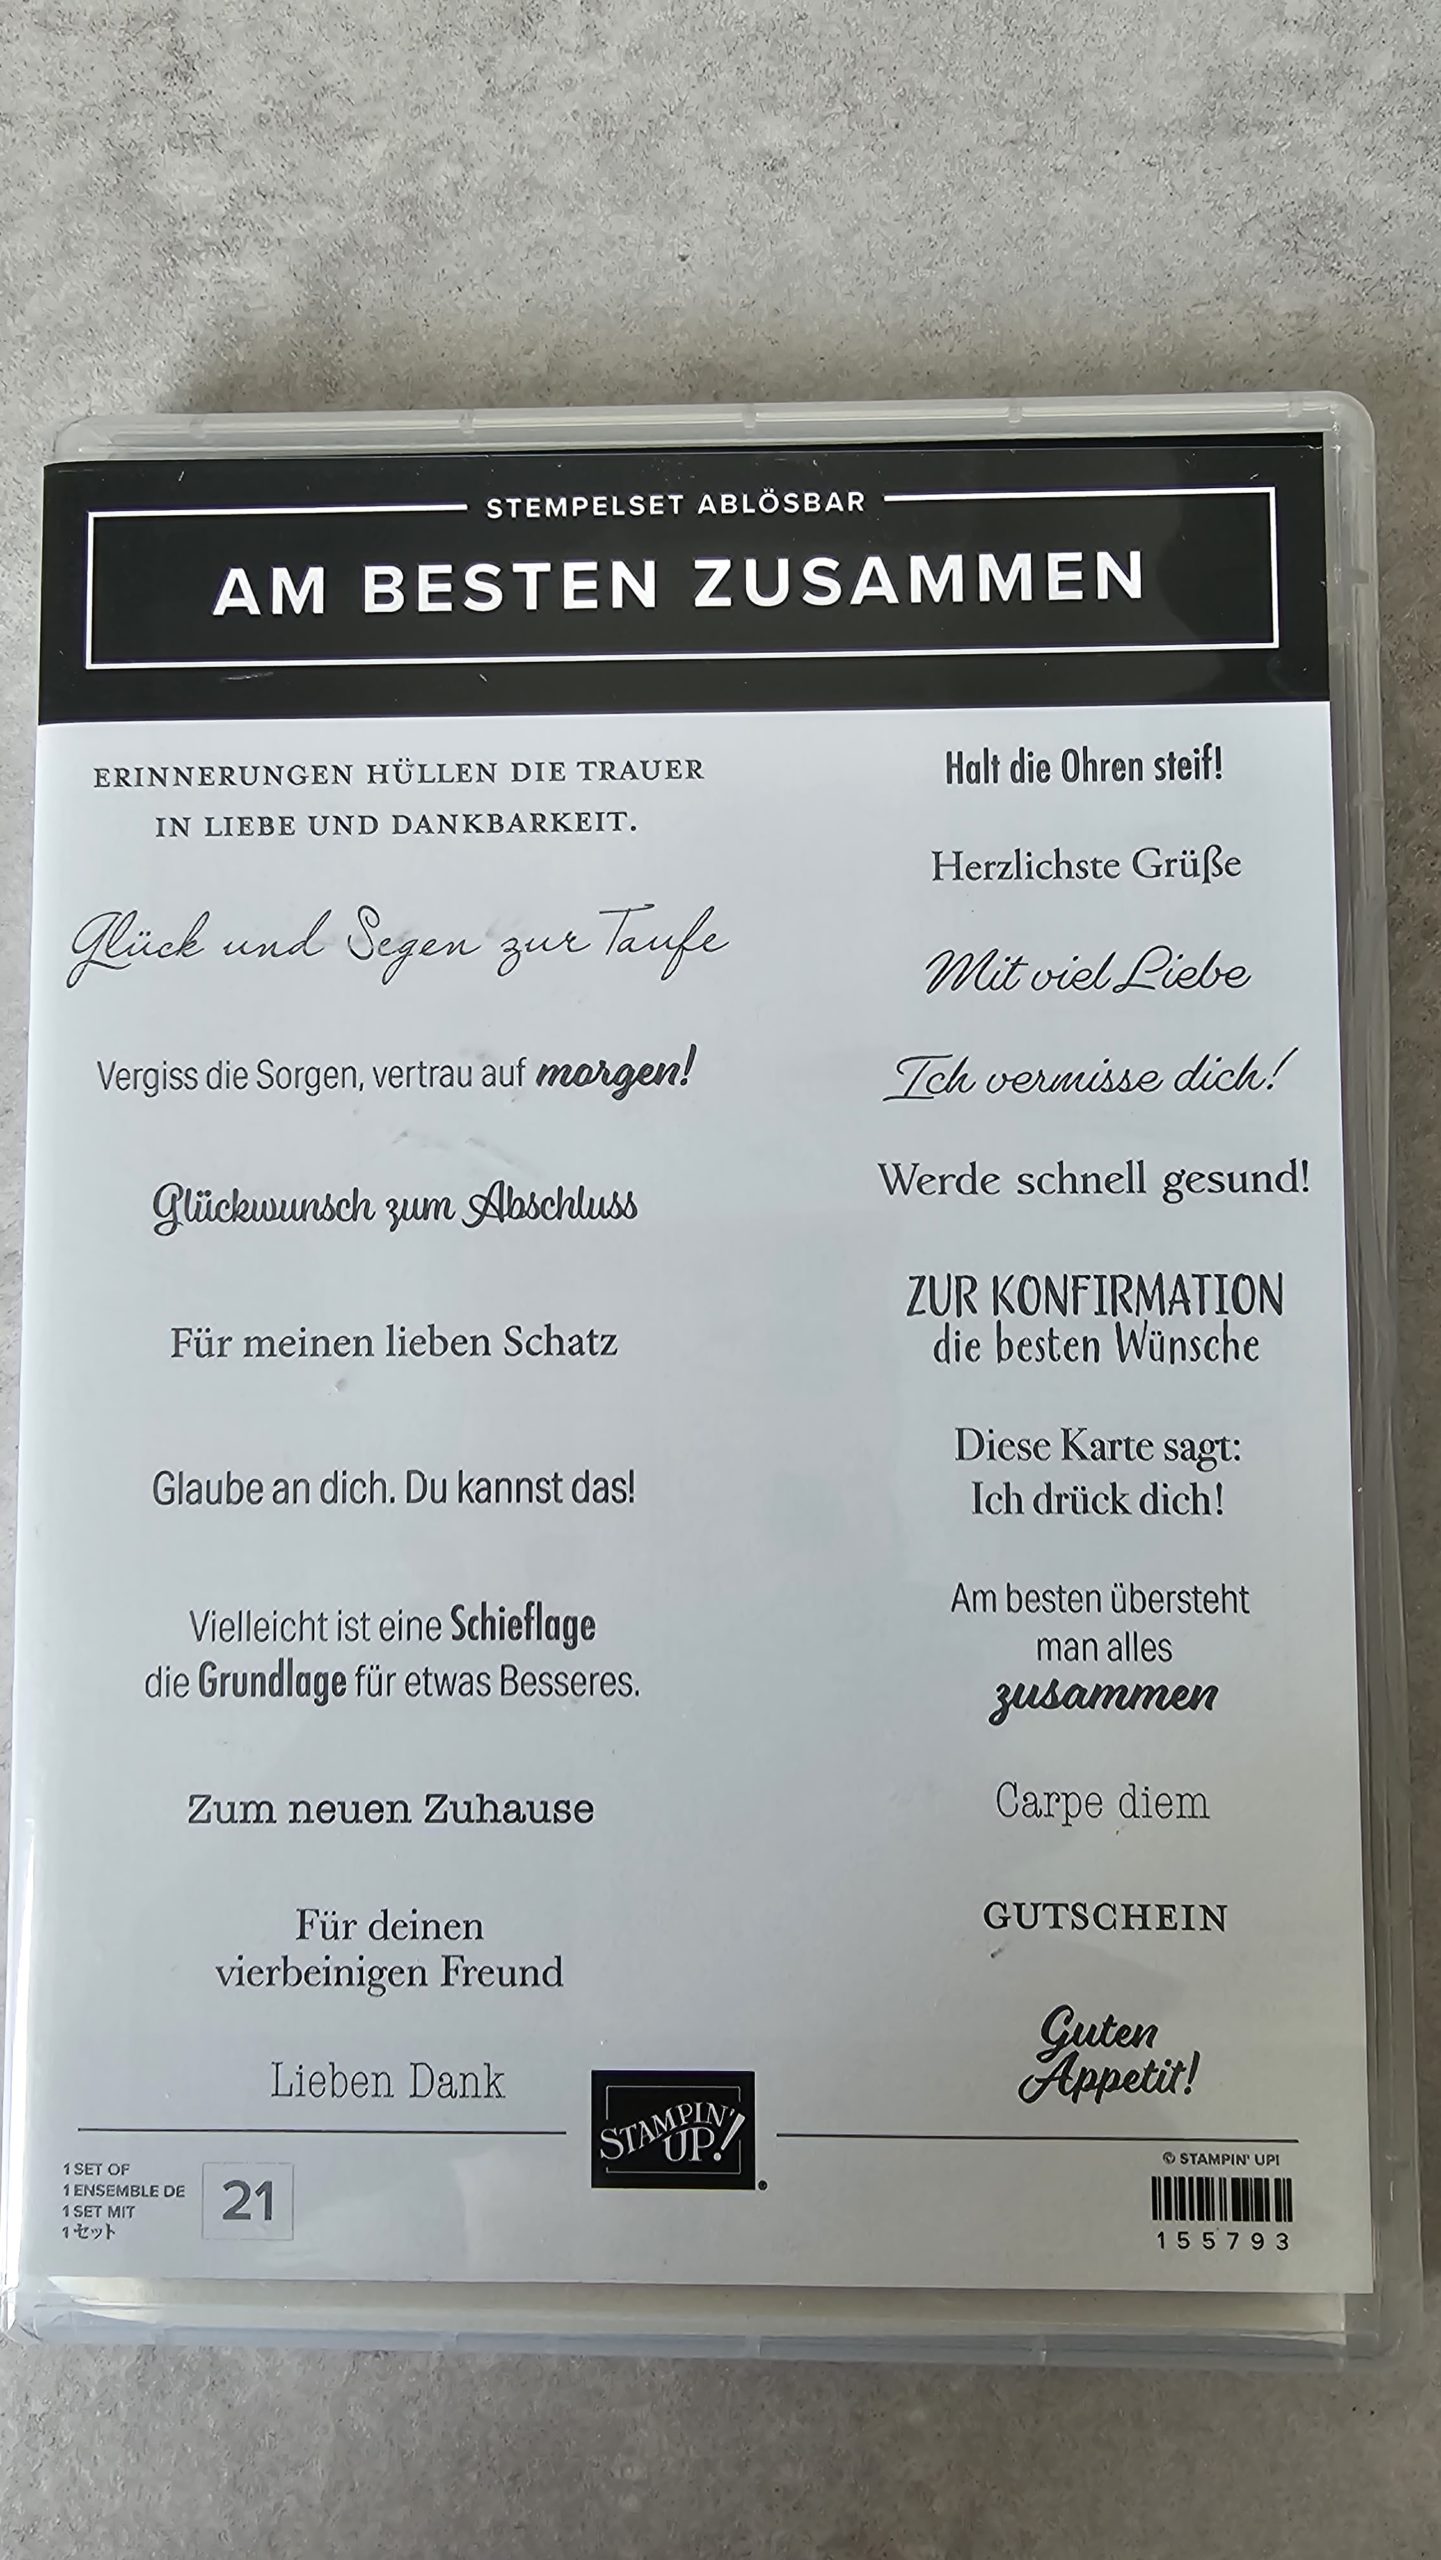 STEMPELSET ABLÖSBAR
AM BESTEN ZUSAMMEN
ERINNERUNGEN HÜLLEN DIE TRAUER
IN LIEBE UND DANKBARKEIT.
Glück und Segen zur Taufe
Vergiss die Sorgen, vertrau auf morgen!
Glückwunsch zum Abschluss
Für meinen lieben Schatz
Glaube an dich. Du kannst das!
Vielleicht ist eine Schieflage
die Grundlage für etwas Besseres.
Zum neuen Zuhause
Für deinen
vierbeinigen Freund
Lieben Dank
Halt die Ohren steif!
Herzlichste Grüße
Mit viel Liebe
Ich vermisse dich!
Werde schnell gesund!
ZUR KONFIRMATION
die besten Wünsche
Diese Karte sagt:
Ich drück dich!
Am besten übersteht
man alles
zusammen
Carpe diem
GUTSCHEIN
Guten
Appetit!
1 SET OF
1 ENSEMBLE DE
1 SET MIT
1 セット
21
STAMPIN'
UP!
®
© STAMPIN' UP!
155793